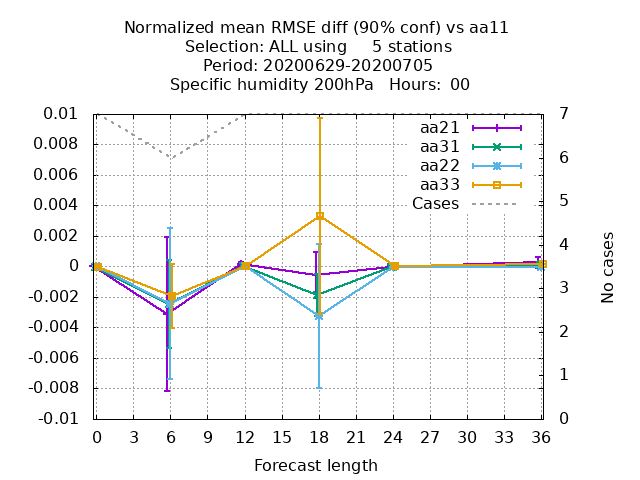 Normalized mean RMSE diff (90% conf) vs aa11
Selection: ALL using     5 stations
Period: 20200629-20200705
Specific humidity 200hPa   Hours:  00
0.01
0.008
0.006
0.004
0.002
0
-0.002
-0.004
-0.006
-0.008
-0.01
aa21
aa31
aa22
aa33
Cases
7
6
5
4
3
2
1
0
No cases
0 3 6 9 12 15 18 21 24 27 30 33 36
Forecast length